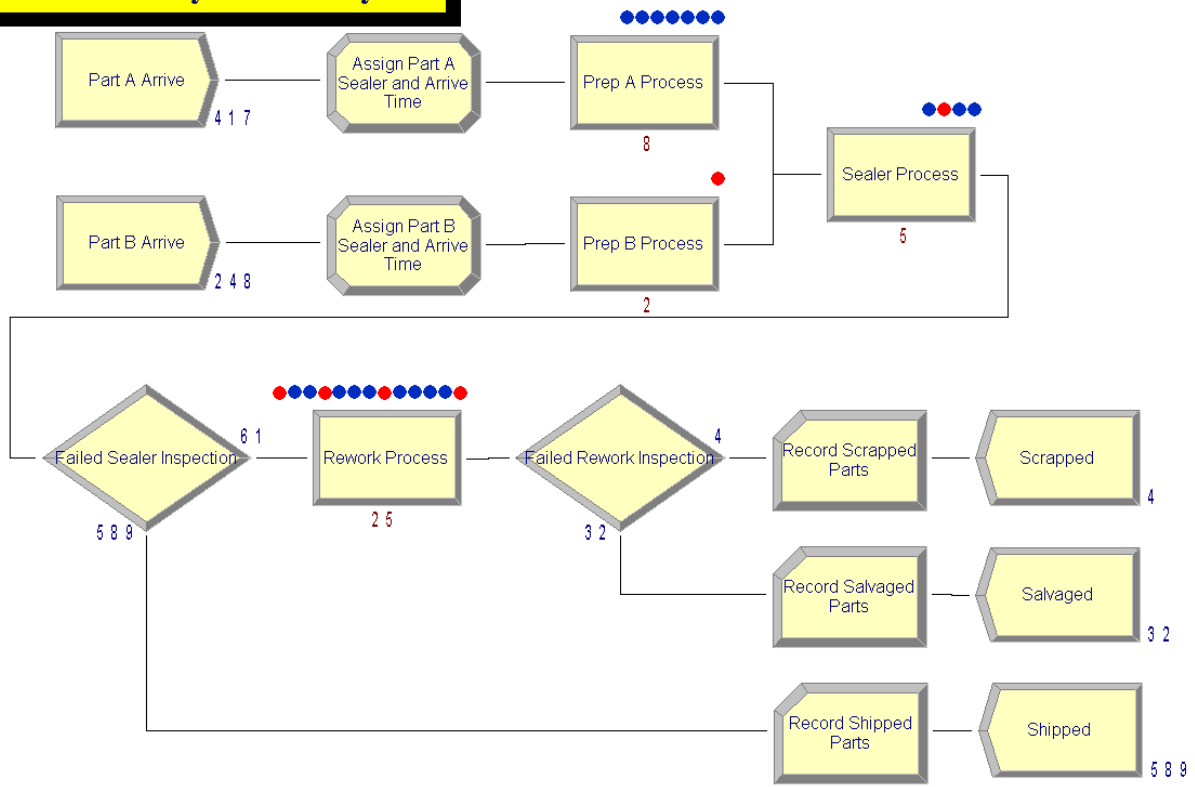 Part A Arrive
4 1 7
Assign Part A
Sealer and Arrive
Time
Prep A Process
8
Sealer Process
5
Part B Arrive
2 4 8
Assign Part B
Sealer and Arrive
Time
Prep B Process
2
Failed Sealer Inspection
6 1
5 8 9
Rework Process
2 5
Failed Rework Inspection
4
3 2
Record Scrapped
Parts
Scrapped
4
Record Salvaged
Parts
Salvaged
3 2
Record Shipped
Parts
Shipped
5 8 9